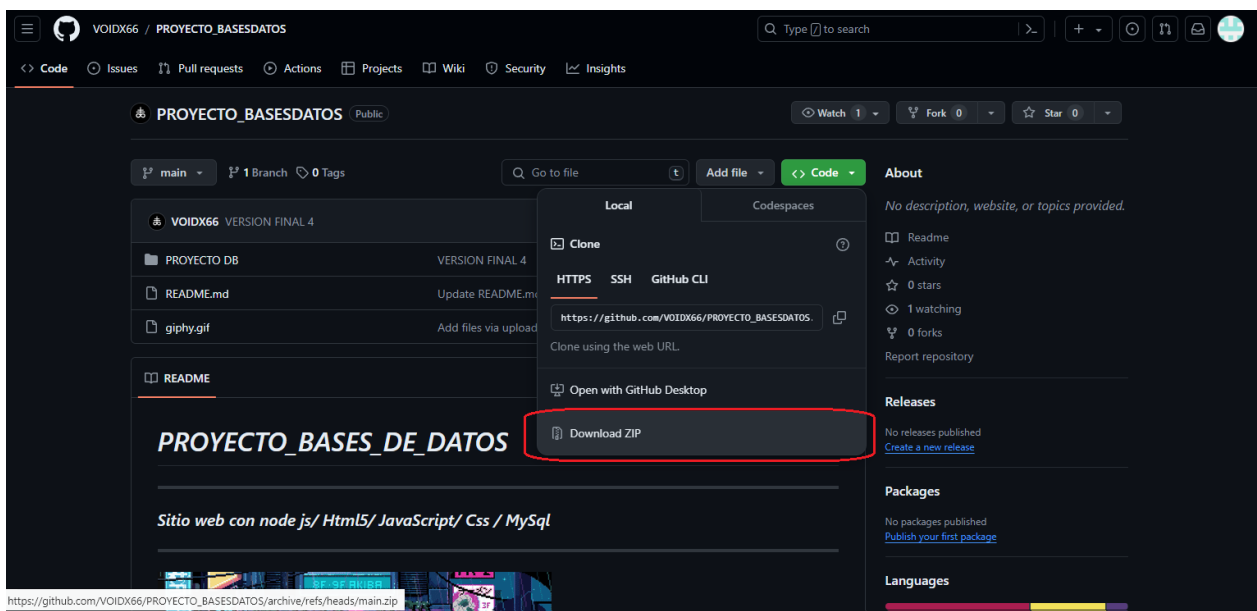 VOIDX66 / PROYECTO_BASESDATOS
Type / to search
Code Issues Pull requests Actions Projects Wiki Security Insights
PROYECTO_BASESDATOS Public
Watch 1 Fork 0 Star 0
main 1 Branch 0 Tags
Go to file t
Add file
Code
VOIDX66 VERSION FINAL 4
PROYECTO DB VERSION FINAL 4
README.md Update README.m
giphy.gif Add files via upload
Local Codespaces
Clone
HTTPS SSH GitHub CLI
https://github.com/VOIDX66/PROYECTO_BASESDATOS.
Clone using the web URL.
Open with GitHub Desktop
Download ZIP
README
PROYECTO_BASES_DE_DATOS
Sitio web con node js/ Html5/ JavaScript/ Css / MySql
About
No description, website, or topics provided.
Readme
Activity
0 stars
1 watching
0 forks
Report repository
Releases
No releases published
Create a new release
Packages
No packages published
Publish your first package
Languages
https://github.com/VOIDX66/PROYECTO_BASESDATOS/archive/refs/heads/main.zip